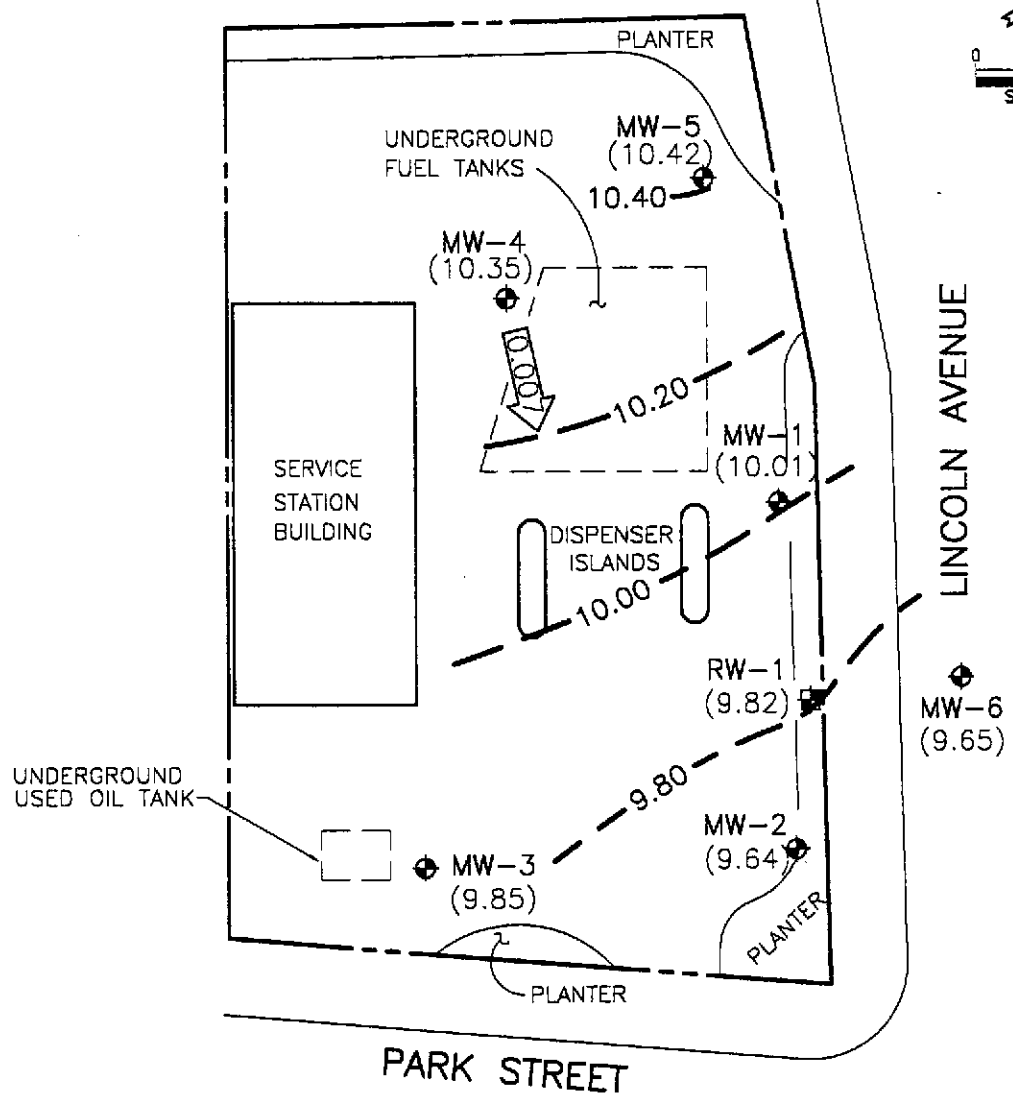 PLANTER
0
MW-5
(10.42)
10.40
UNDERGROUND
FUEL TANKS
MW-4
(10.35)
10.20
MW-1
(10.01)
LINCOLN AVENUE
SERVICE
STATION
BUILDING
DISPENSER
ISLANDS
10.00
RW-1
(9.82)
MW-6
(9.65)
9.80
UNDERGROUND
USED OIL TANK
MW-2
(9.64)
MW-3
(9.85)
PLANTER
PLANTER
PARK STREET